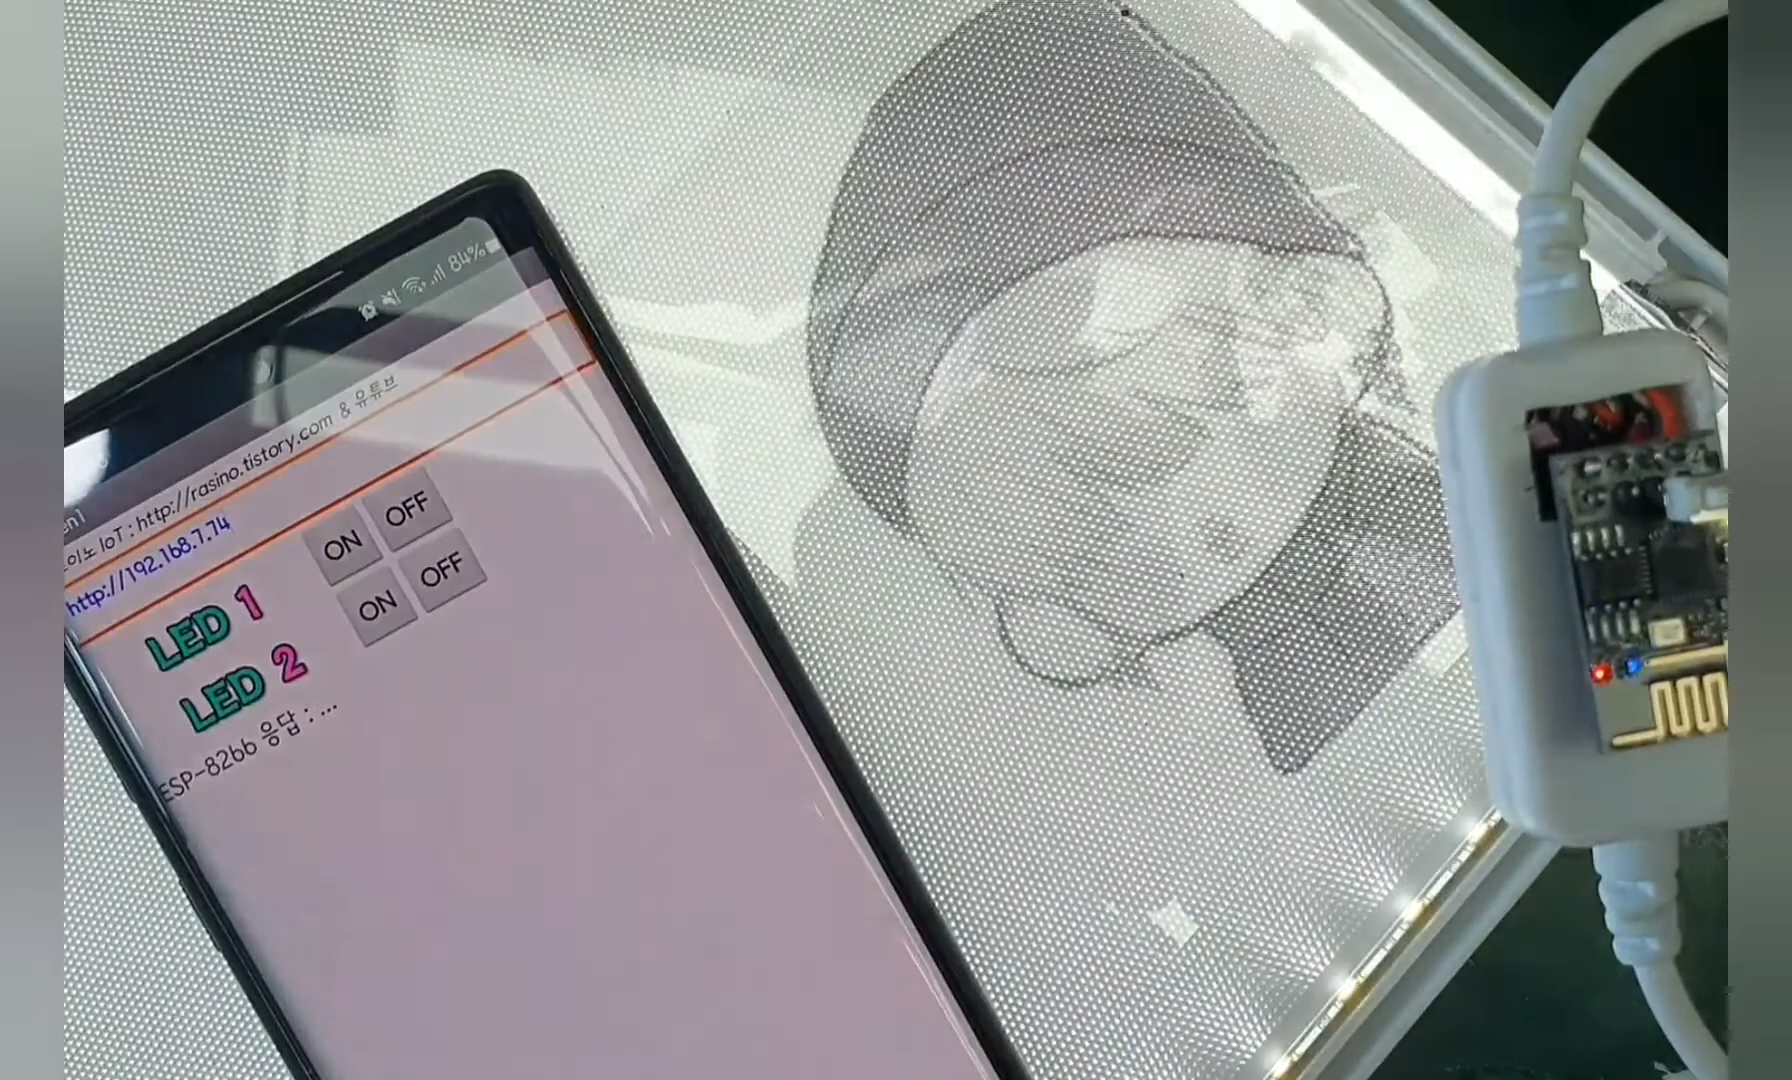 84%
en1
이노 IoT : http://rasino.tistory.com & 유튜브
http://192.168.7.74
LED 1 ON OFF
LED 2 ON OFF
ESP-8266 응답 : ...